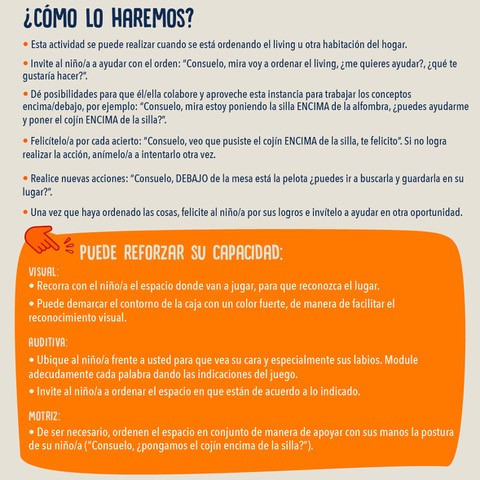 ¿CÓMO LO HAREMOS?
• Esta actividad se puede realizar cuando se está ordenando el living u otra habitación del hogar.
• Invite al niño/a a ayudar con el orden: “Consuelo, mira voy a ordenar el living, ¿me quieres ayudar?, ¿qué te
gustaría hacer?”.
• Dé posibilidades para que él/ella colabore y aproveche esta instancia para trabajar los conceptos
encima/debajo, por ejemplo: “Consuelo, mira estoy poniendo la silla ENCIMA de la alfombra, ¿puedes ayudarme
y poner el cojín ENCIMA de la silla?”.
• Felicítelo/a por cada acierto: “Consuelo, veo que pusiste el cojín ENCIMA de la silla, te felicito”. Si no logra
realizar la acción, anímelo/a a intentarlo otra vez.
• Realice nuevas acciones: “Consuelo, DEBAJO de la mesa está la pelota ¿puedes ir a buscarla y guardarla en su
lugar?”.
• Una vez que haya ordenado las cosas, felicite al niño/a por sus logros e invítelo a ayudar en otra oportunidad.
PUEDE REFORZAR SU CAPACIDAD:
VISUAL:
• Recorra con el niño/a el espacio donde van a jugar, para que reconozca el lugar.
• Puede demarcar el contorno de la caja con un color fuerte, de manera de facilitar el
reconocimiento visual.
AUDITIVA:
• Ubique al niño/a frente a usted para que vea su cara y especialmente sus labios. Module
adecudamente cada palabra dando las indicaciones del juego.
• Invite al niño/a a ordenar el espacio en que están de acuerdo a lo indicado.
MOTRIZ:
• De ser necesario, ordenen el espacio en conjunto de manera de apoyar con sus manos la postura
de su niño/a (“Consuelo, ¿pongamos el cojín encima de la silla?”).